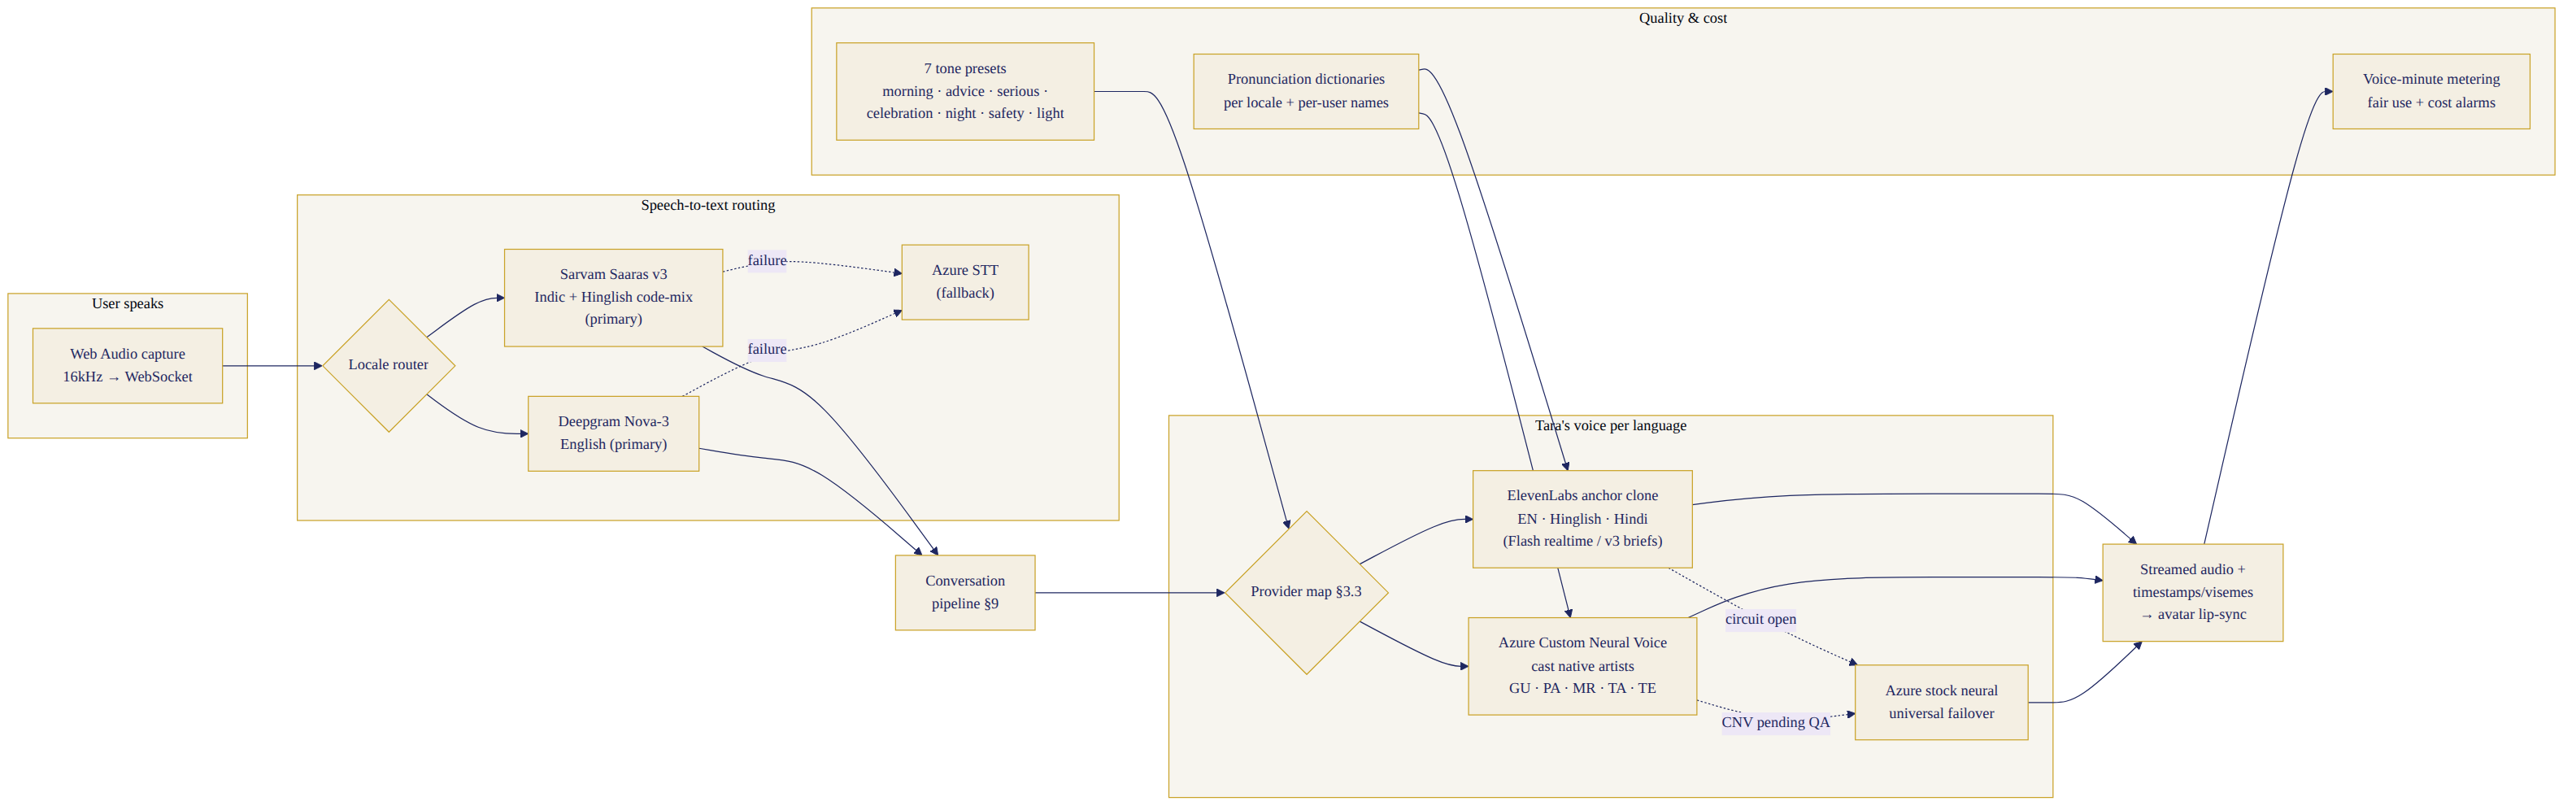 Quality & cost
7 tone presets
morning · advice · serious ·
celebration · night · safety · light
Pronunciation dictionaries
per locale + per-user names
Voice-minute metering
fair use + cost alarms
Speech-to-text routing
Sarvam Saaras v3
Indic + Hinglish code-mix
(primary)
failure
Azure STT
(fallback)
User speaks
Web Audio capture
16kHz → WebSocket
Locale router
failure
Deepgram Nova-3
English (primary)
Tara's voice per language
ElevenLabs anchor clone
EN · Hinglish · Hindi
(Flash realtime / v3 briefs)
Conversation
pipeline §9
Provider map §3.3
circuit open
Azure Custom Neural Voice
cast native artists
GU · PA · MR · TA · TE
CNV pending QA
Azure stock neural
universal failover
Streamed audio +
timestamps/visemes
→ avatar lip-sync